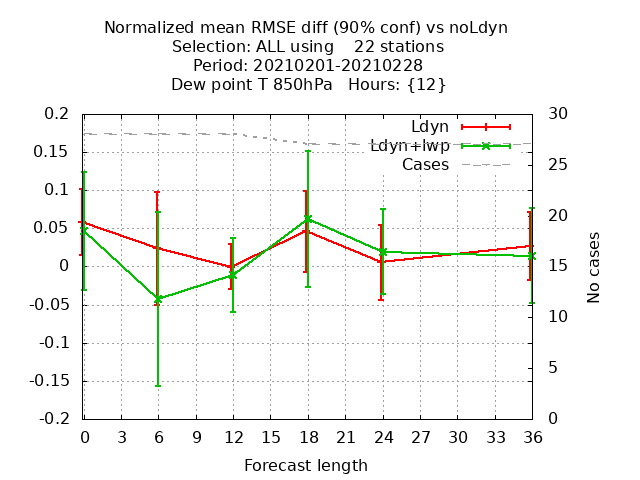 Normalized mean RMSE diff (90% conf) vs noLdyn
Selection: ALL using    22 stations
Period: 20210201-20210228
Dew point T 850hPa   Hours: {12}
Ldyn
Ldyn+lwp
Cases
0.2
0.15
0.1
0.05
0
-0.05
-0.1
-0.15
-0.2
30
25
20
15
10
5
0
No cases
0 3 6 9 12 15 18 21 24 27 30 33 36
Forecast length